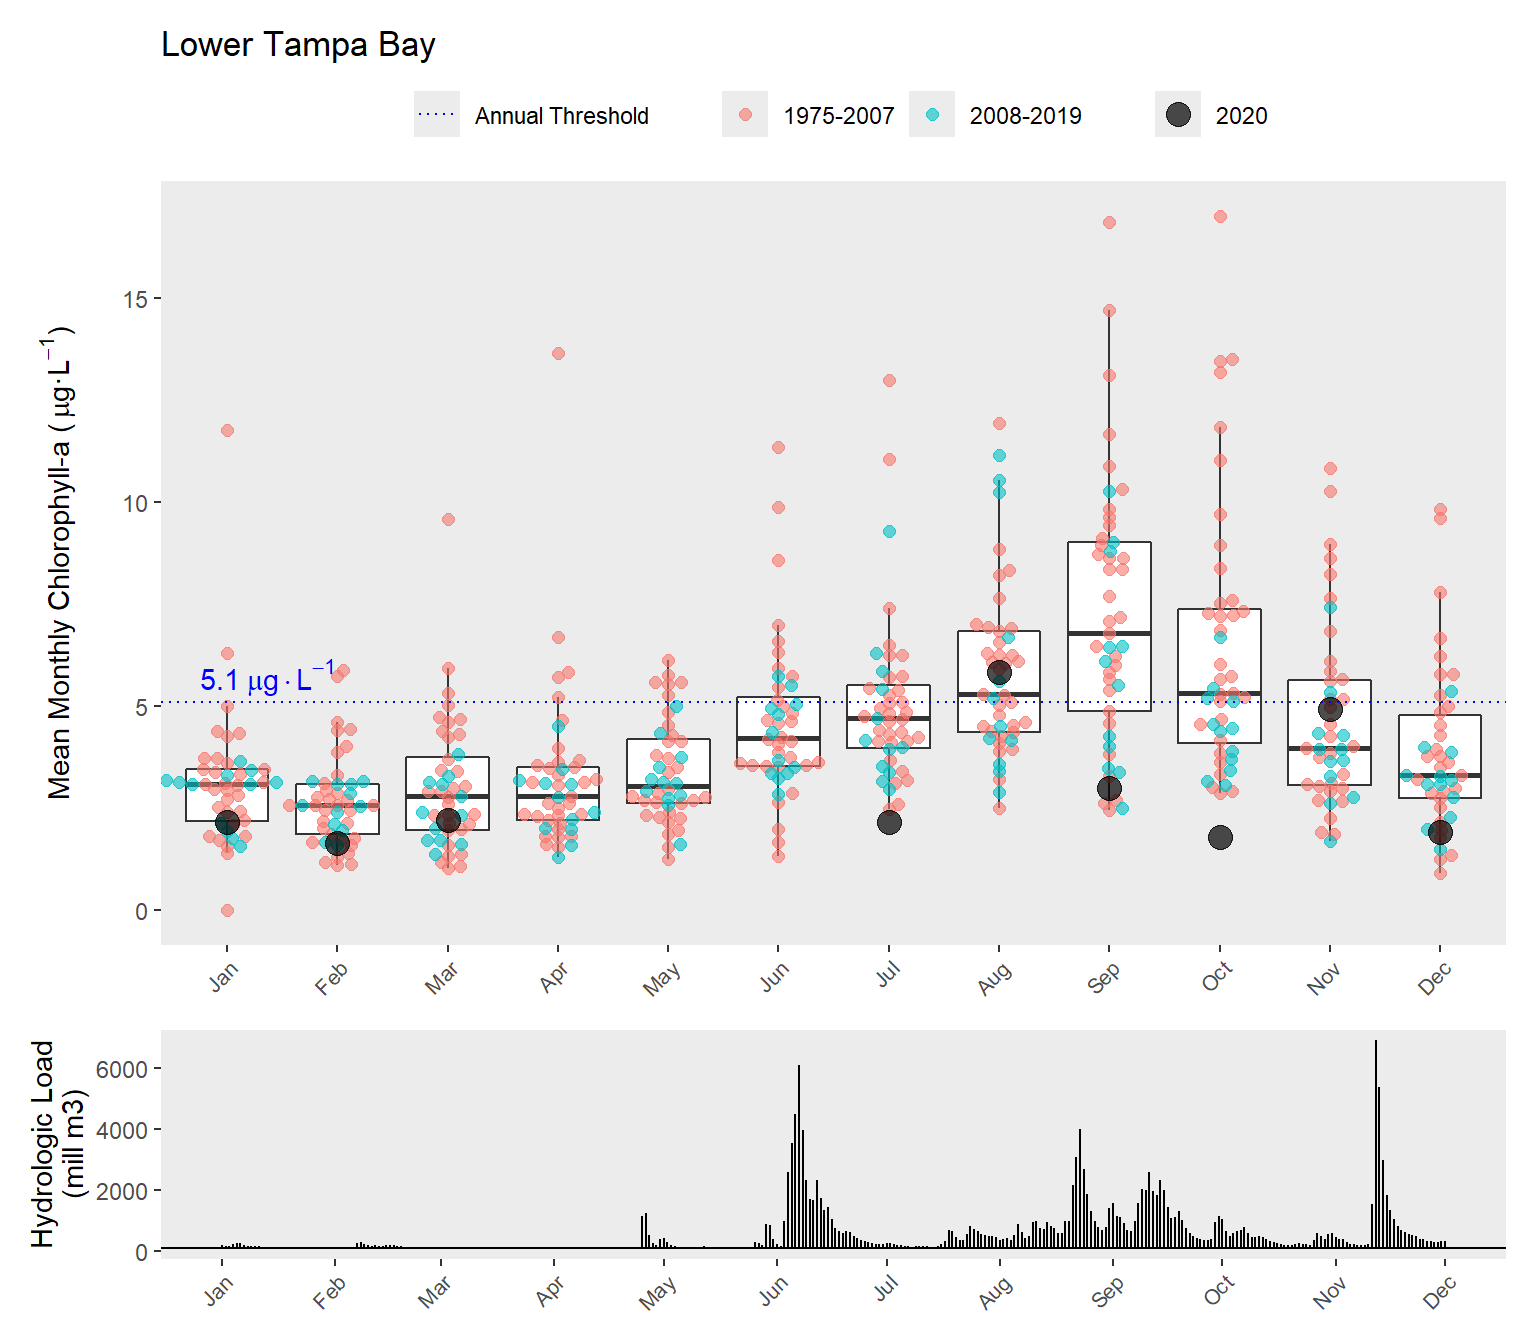 Lower Tampa Bay
Annual Threshold 1975-2007 2008-2019 2020
Mean Monthly Chlorophyll-a ( μg·L⁻¹)
15
10
5
0
5.1 μg·L⁻¹
Jan Feb Mar Apr May Jun Jul Aug Sep Oct Nov Dec
Hydrologic Load
(mill m3)
6000
4000
2000
0
Jan Feb Mar Apr May Jun Jul Aug Sep Oct Nov Dec